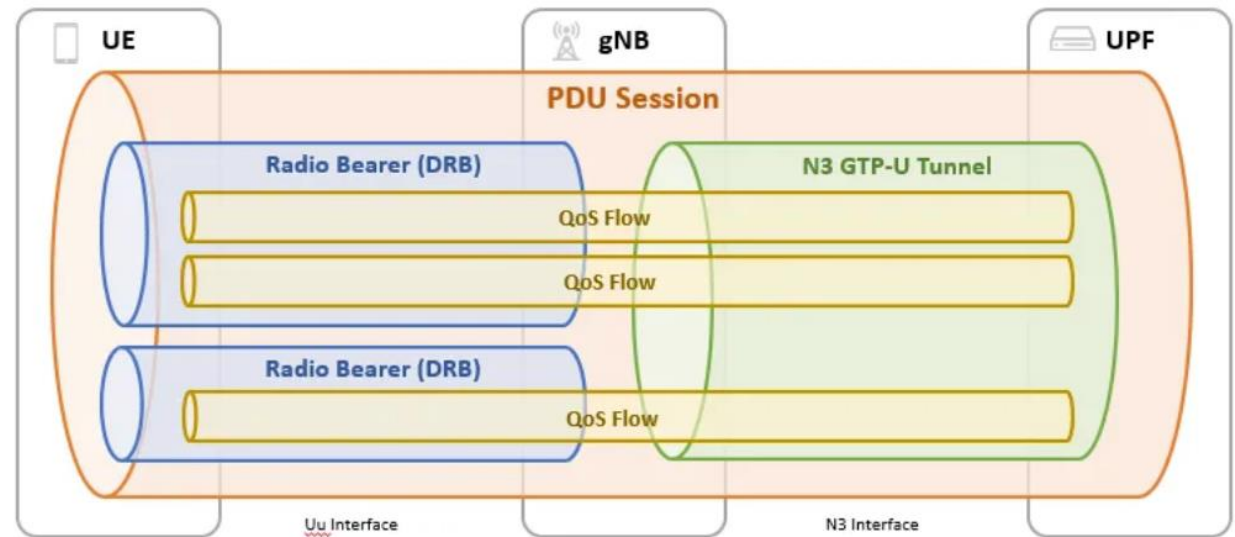 UE
gNB
UPF
PDU Session
Radio Bearer (DRB)
N3 GTP-U Tunnel
QoS Flow
QoS Flow
Radio Bearer (DRB)
QoS Flow
Uu Interface
N3 Interface